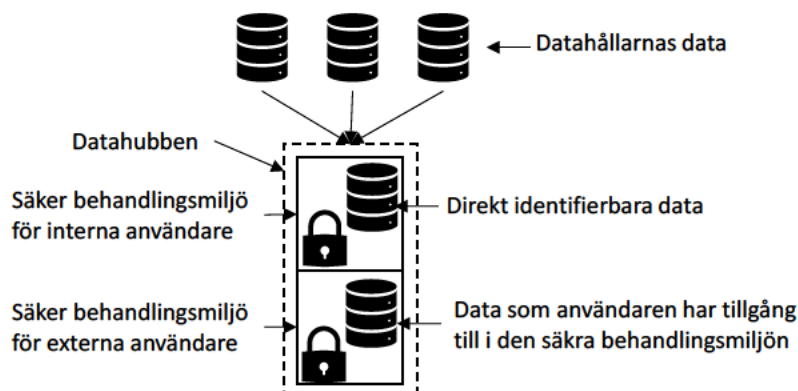 Datahållarnas data
Datahubben
Säker behandlingsmiljö
för interna användare
Direkt identifierbara data
Säker behandlingsmiljö
för externa användare
Data som användaren har tillgång
till i den säkra behandlingsmiljön